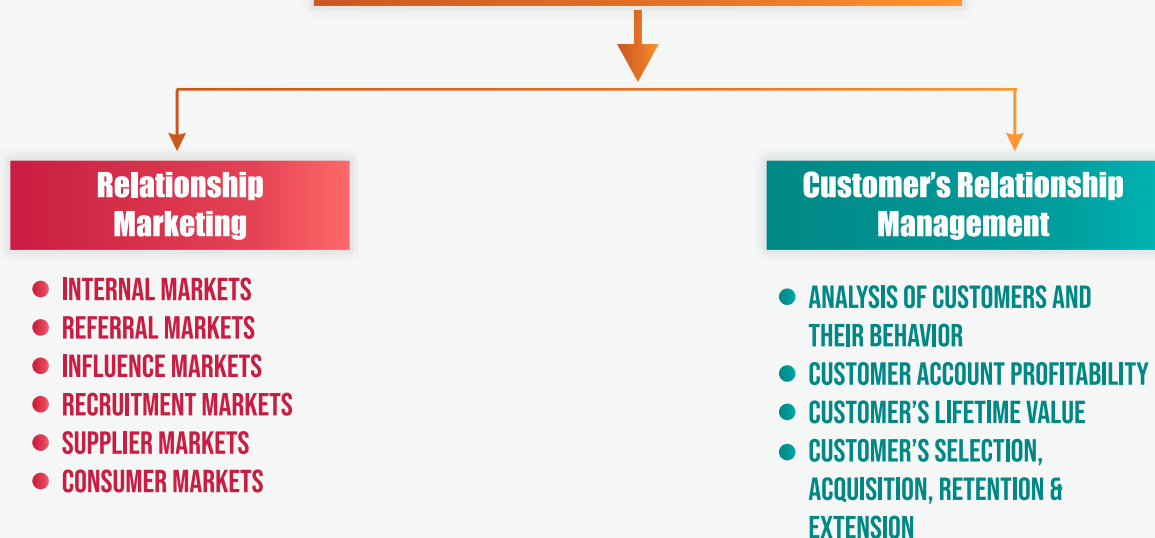 Relationship
Marketing
INTERNAL MARKETS
REFERRAL MARKETS
INFLUENCE MARKETS
RECRUITMENT MARKETS
SUPPLIER MARKETS
CONSUMER MARKETS
Customer’s Relationship
Management
ANALYSIS OF CUSTOMERS AND
THEIR BEHAVIOR
CUSTOMER ACCOUNT PROFITABILITY
CUSTOMER’S LIFETIME VALUE
CUSTOMER’S SELECTION,
ACQUISITION, RETENTION &
EXTENSION